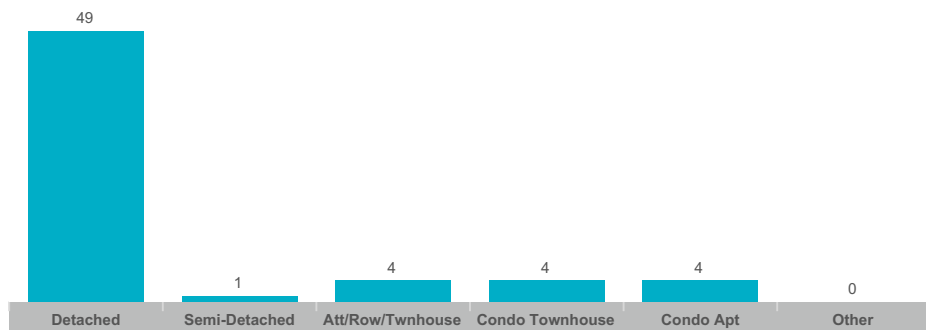 49
1
4
4
4
0
Detached
Semi-Detached
Att/Row/Twnhouse
Condo Townhouse
Condo Apt
Other